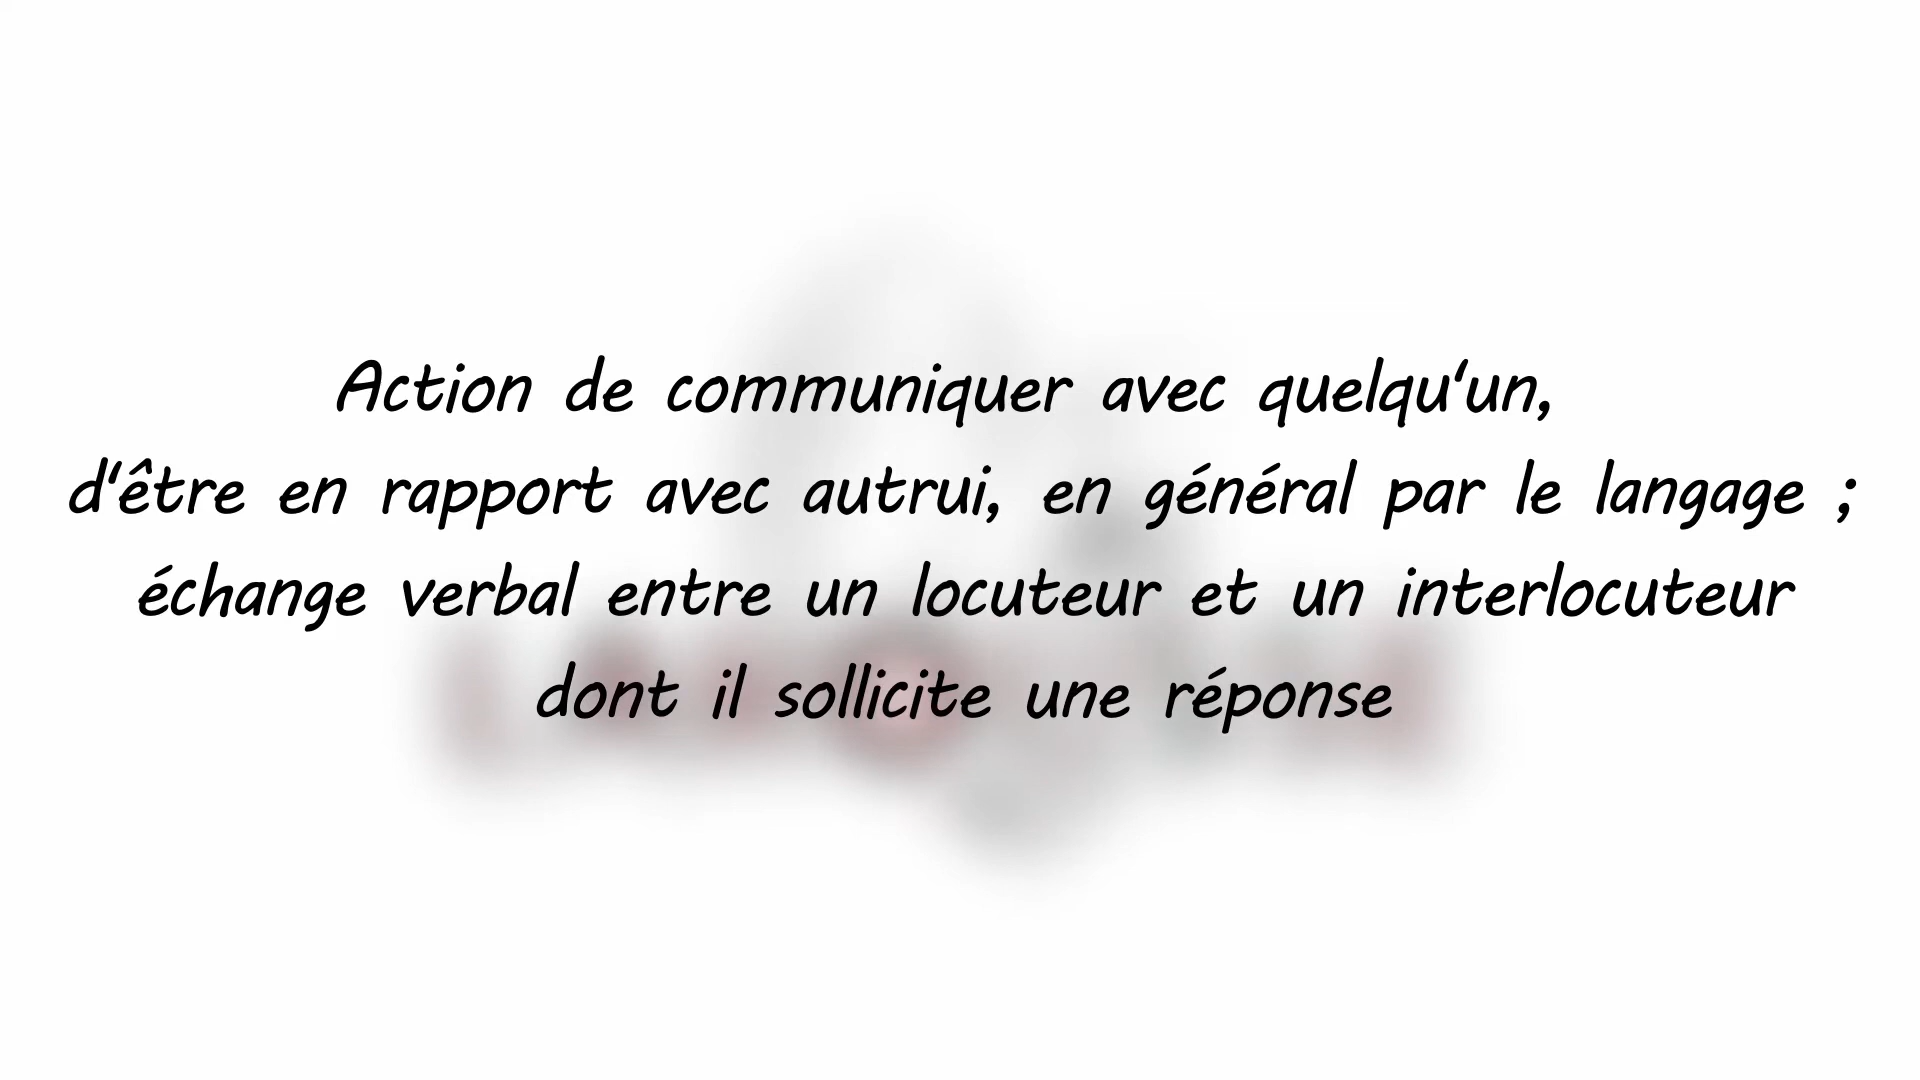 Action de communiquer avec quelqu'un,
d'être en rapport avec autrui, en général par le langage ;
échange verbal entre un locuteur et un interlocuteur
dont il sollicite une réponse